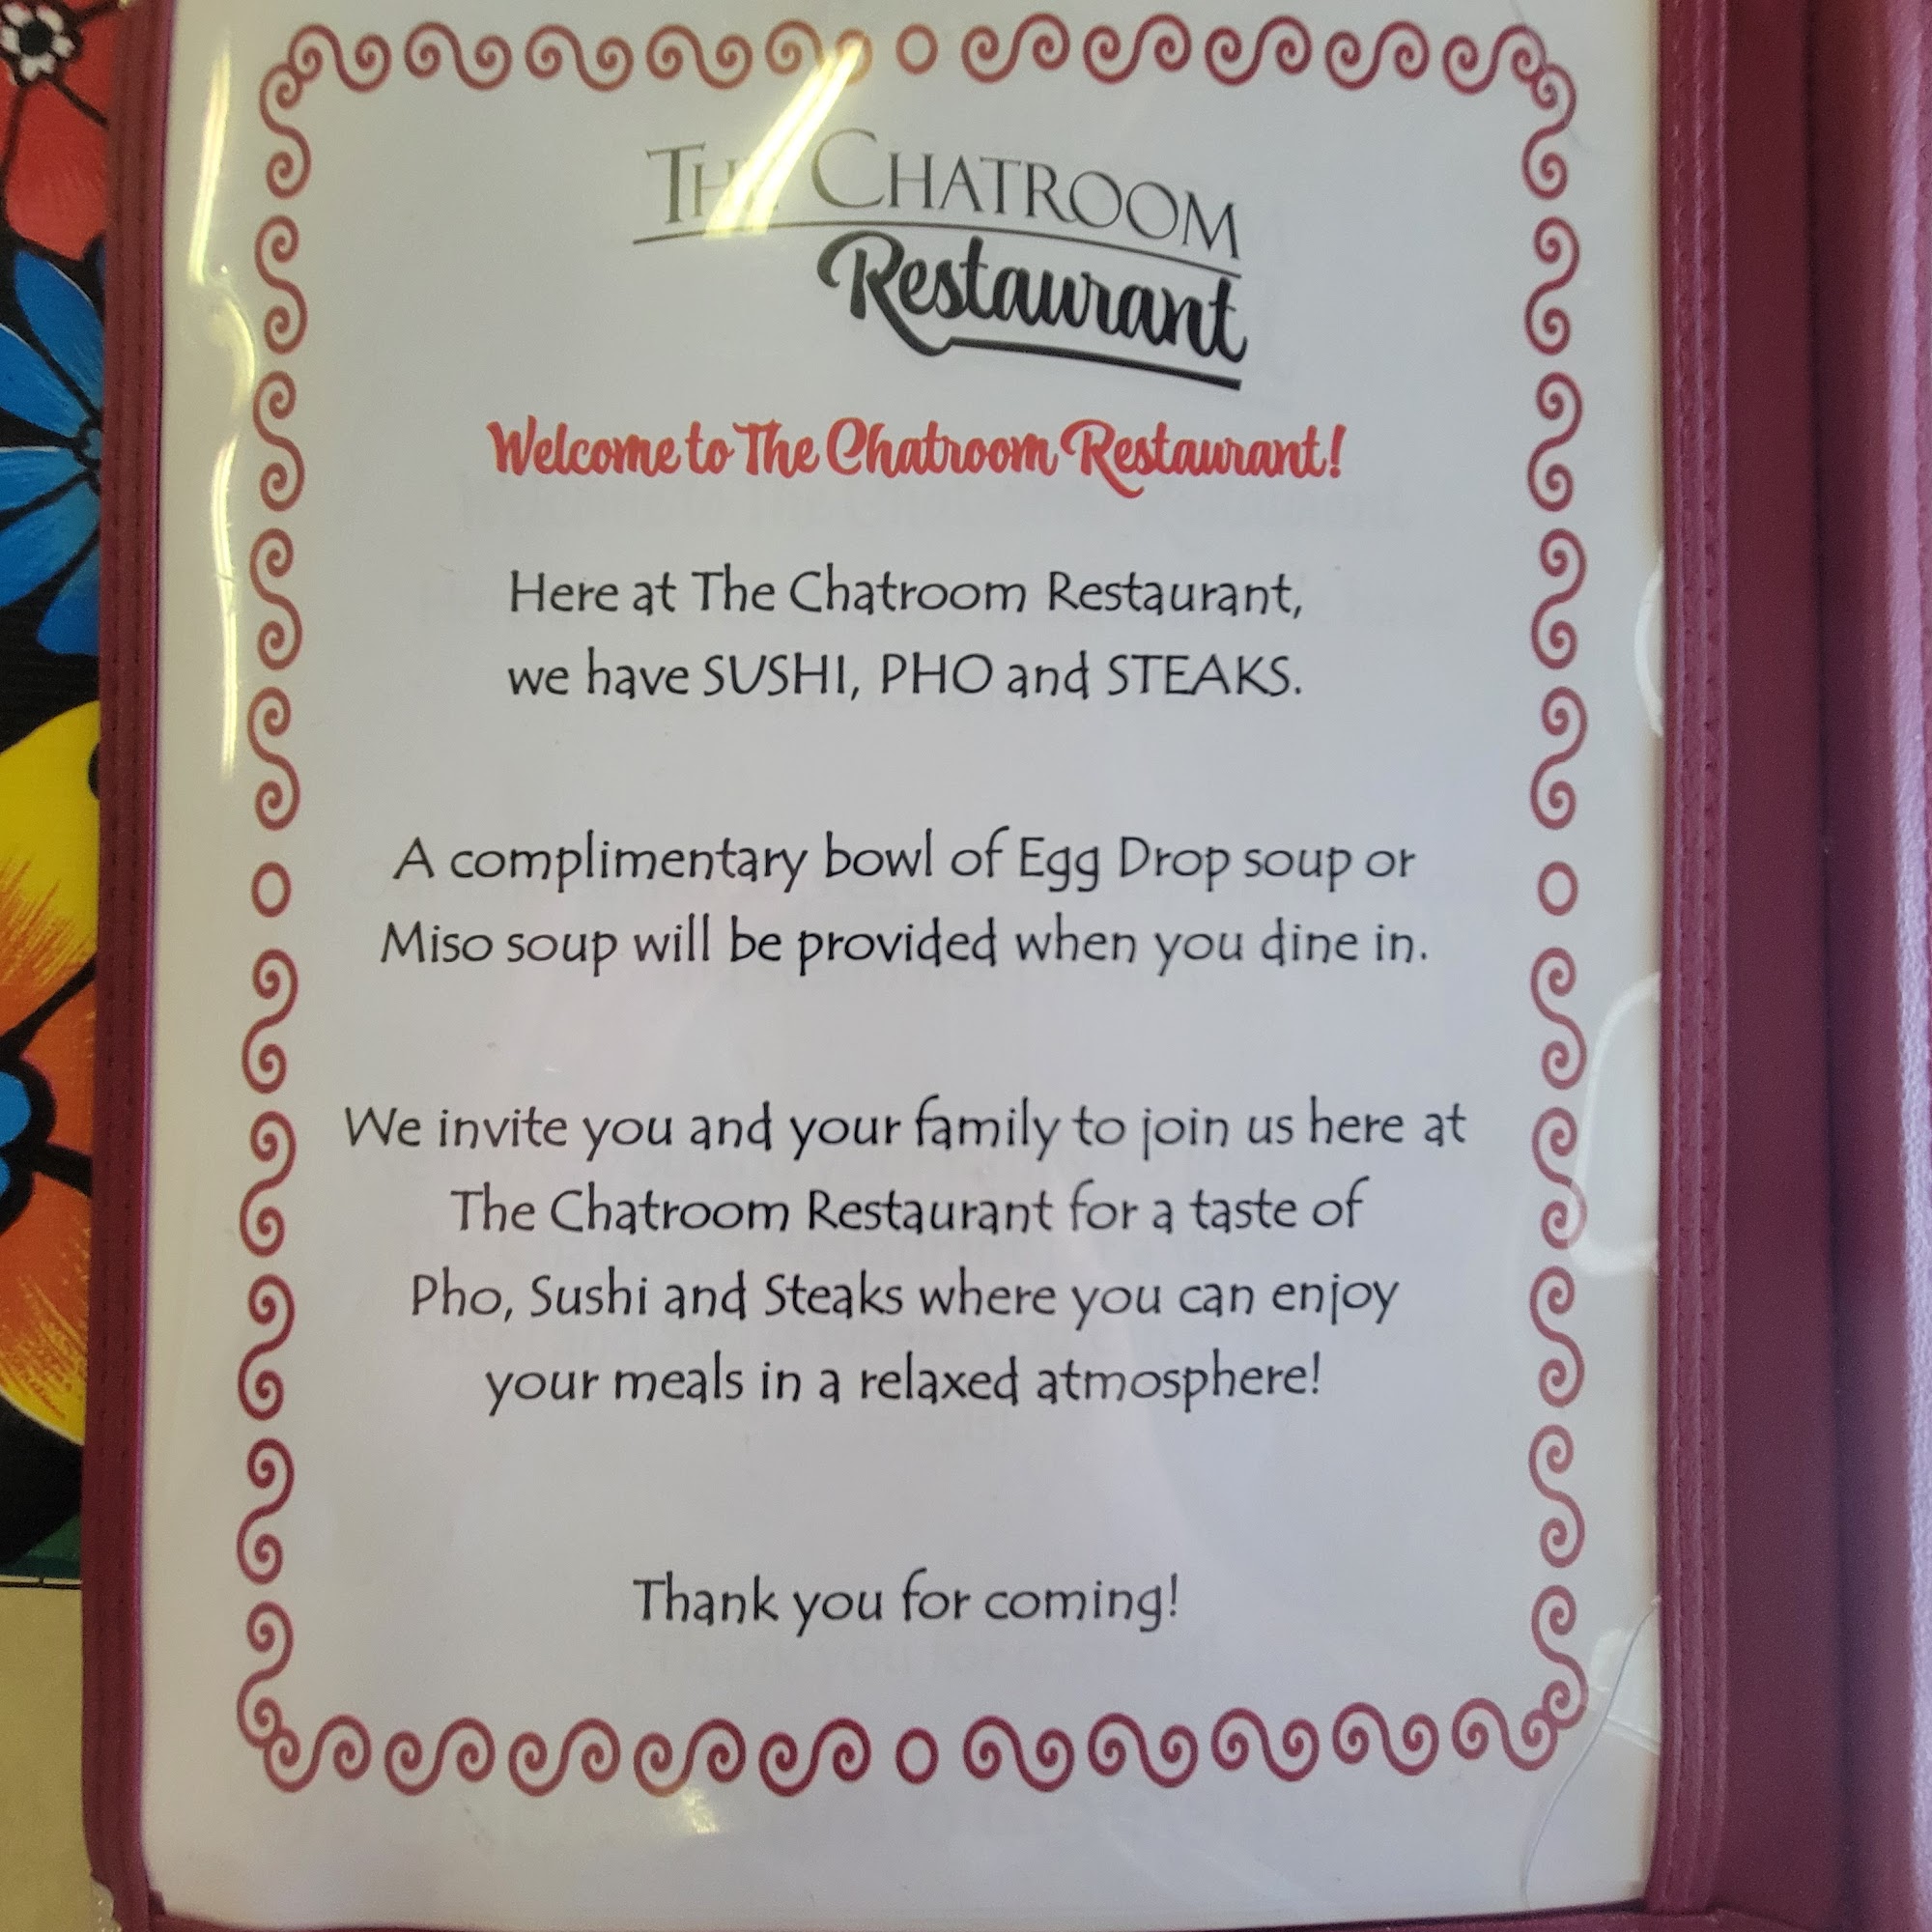 THE CHATROOM
Restaurant
Welcome to The Chatroom Restaurant!
Here at The Chatroom Restaurant,
we have SUSHI, PHO and STEAKS.
A complimentary bowl of Egg Drop soup or
Miso soup will be provided when you dine in.
We invite you and your family to join us here at
The Chatroom Restaurant for a taste of
Pho, Sushi and Steaks where you can enjoy
your meals in a relaxed atmosphere!
Thank you for coming!